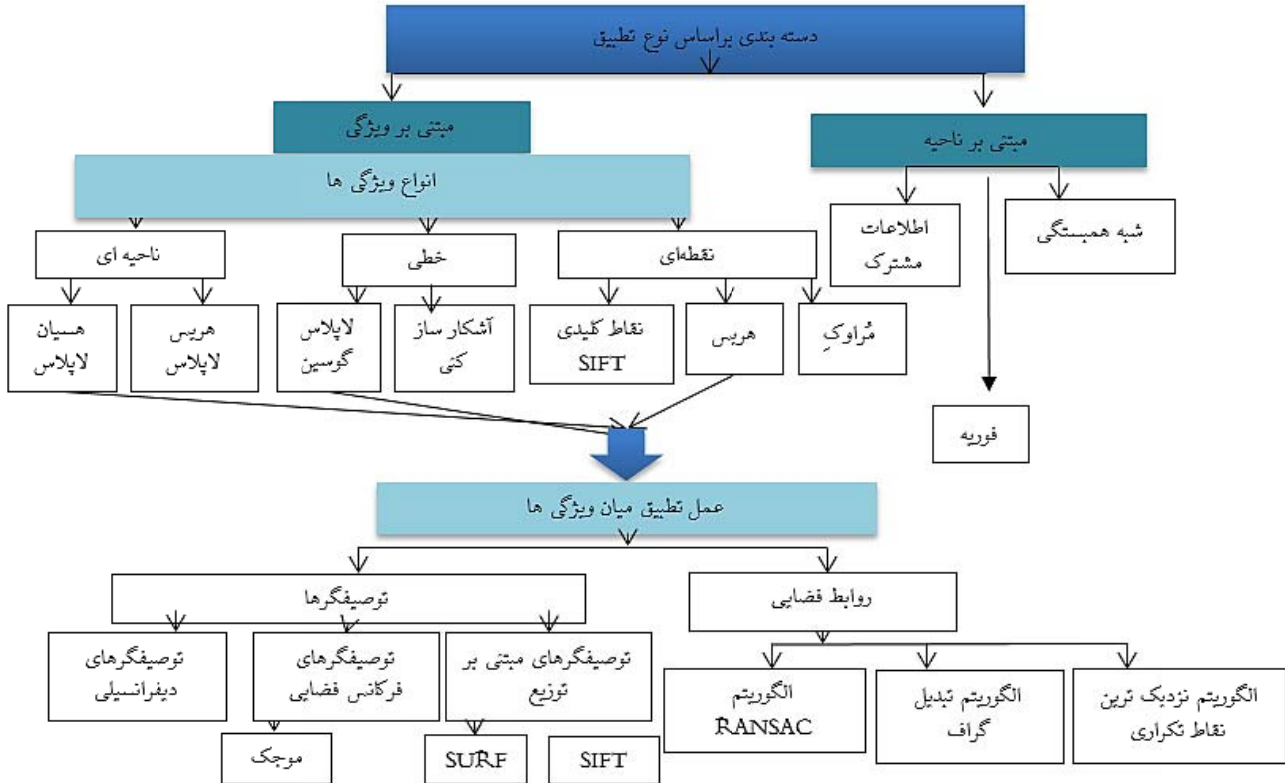 دسته بندی براساس نوع تطبیق
مبتنی بر ویژگی
مبتنی بر ناحیه
انواع ویژگی ها
اطلاعات
مشترک
شبه همبستگی
فوریه
نقطه‌ای
خطی
ناحیه ای
مُراوکِ
هریس
نقاط کلیدی
SIFT
آشکار ساز
کنی
لاپلاس
گوسین
هریس
لاپلاس
هسیان
لاپلاس
عمل تطبیق میان ویژگی ها
روابط فضایی
توصیفگرها
الگوریتم نزدیک ترین
نقاط تکراری
الگوریتم تبدیل
گراف
الگوریتم
RANSAC
توصیفگرهای مبتنی بر
توزیع
توصیفگرهای
فرکانس فضایی
توصیفگرهای
دیفرانسیلی
SIFT
SURF
موجک